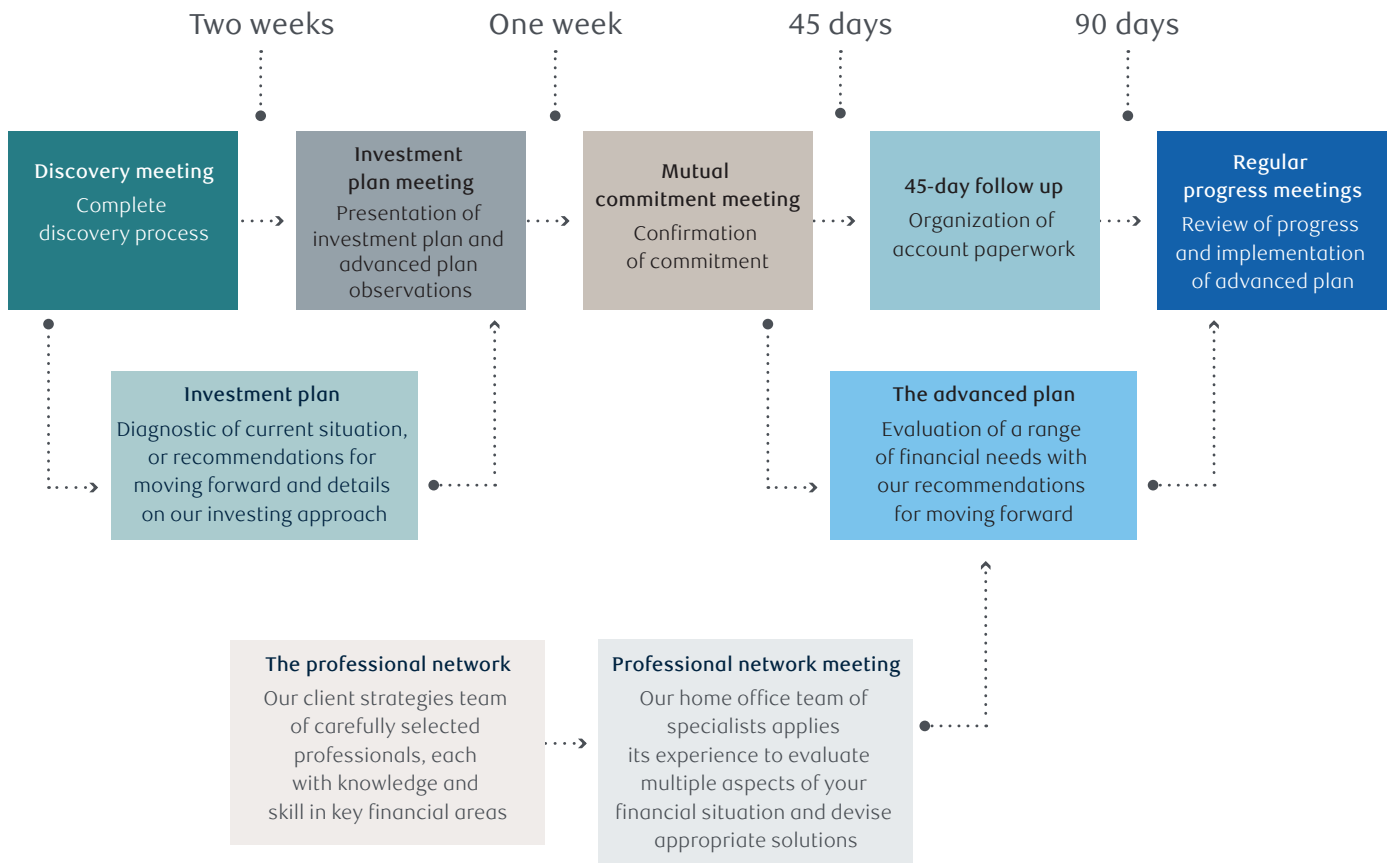 Two weeks
One week
45 days
90 days
Discovery meeting
Complete
discovery process
Investment
plan meeting
Presentation of
investment plan and
advanced plan
observations
Mutual
commitment meeting
Confirmation
of commitment
45-day follow up
Organization of
account paperwork
Regular
progress meetings
Review of progress
and implementation
of advanced plan
Investment plan
Diagnostic of current situation,
or recommendations for
moving forward and details
on our investing approach
The advanced plan
Evaluation of a range
of financial needs with
our recommendations
for moving forward
The professional network
Our client strategies team
of carefully selected
professionals, each
with knowledge and
skill in key financial areas
Professional network meeting
Our home office team of
specialists applies
its experience to evaluate
multiple aspects of your
financial situation and devise
appropriate solutions